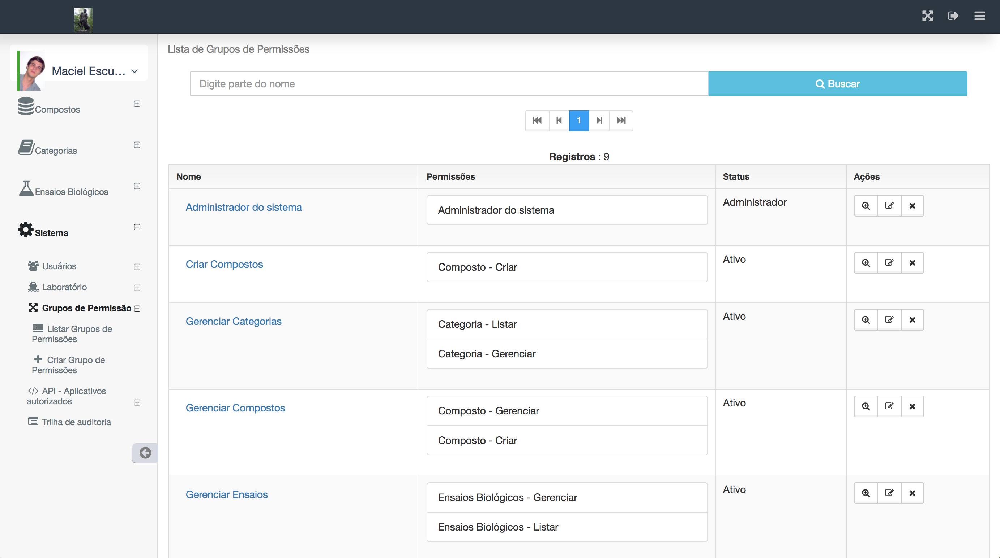 Maciel Escu...
Compostos
Categorias
Ensaios Biológicos
Sistema
Usuários
Laboratório
Grupos de Permissão
Listar Grupos de
Permissões
Criar Grupo de
Permissões
API - Aplicativos
autorizados
Trilha de auditoria
Lista de Grupos de Permissões
Digite parte do nome
Buscar
1
Registros : 9
Nome Permissões Status Ações
Administrador do sistema Administrador do sistema Administrador
Criar Compostos Composto - Criar Ativo
Gerenciar Categorias Categoria - Listar Ativo
Categoria - Gerenciar
Gerenciar Compostos Composto - Gerenciar Ativo
Composto - Criar
Gerenciar Ensaios Ensaios Biológicos - Gerenciar Ativo
Ensaios Biológicos - Listar